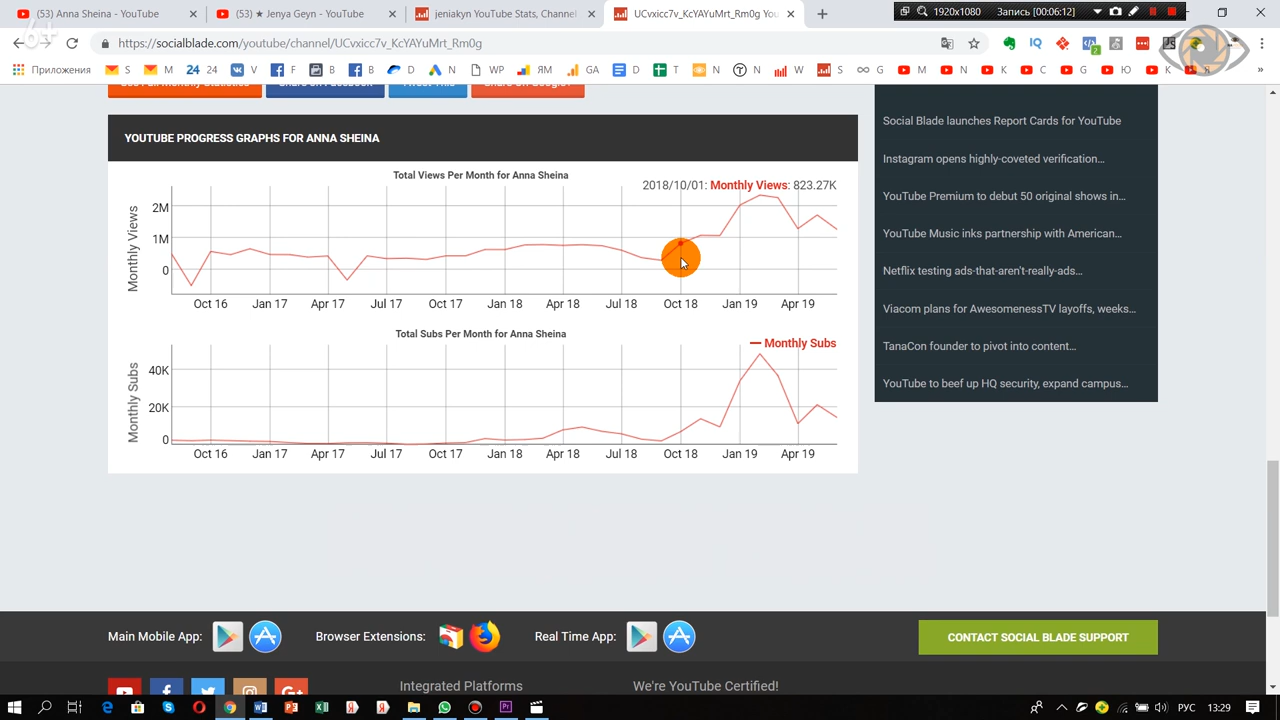 (53) Anna Sheina - YouTube
(53) tix Jenya Gon - YouTube
jenkinn YouTube Stats, Channel
UCvxicc7v_KcYAYuMrt_Rm0g You
1920x1080
Запись [00:06:12]
6+
https://socialblade.com/youtube/channel/UCvxicc7v_KcYAYuMrt_Rm0g
Приложения S M 24 24 V F B F D WP ЯМ GA D T N N W S G M N K C G Ю K Я
YOUTUBE PROGRESS GRAPHS FOR ANNA SHEINA
Total Views Per Month for Anna Sheina
2018/10/01: Monthly Views: 823.27K
Monthly Views
2M
1M
0
Oct 16 Jan 17 Apr 17 Jul 17 Oct 17 Jan 18 Apr 18 Jul 18 Oct 18 Jan 19 Apr 19
Total Subs Per Month for Anna Sheina
Monthly Subs
Monthly Subs
40K
20K
0
Oct 16 Jan 17 Apr 17 Jul 17 Oct 17 Jan 18 Apr 18 Jul 18 Oct 18 Jan 19 Apr 19
Social Blade launches Report Cards for YouTube
Instagram opens highly-coveted verification...
YouTube Premium to debut 50 original shows in...
YouTube Music inks partnership with American...
Netflix testing ads-that-aren't-really-ads...
Viacom plans for AwesomenessTV layoffs, weeks...
TanaCon founder to pivot into content...
YouTube to beef up HQ security, expand campus...
Main Mobile App:
Browser Extensions:
Real Time App:
CONTACT SOCIAL BLADE SUPPORT
Integrated Platforms
We're YouTube Certified!
РУС
13:29